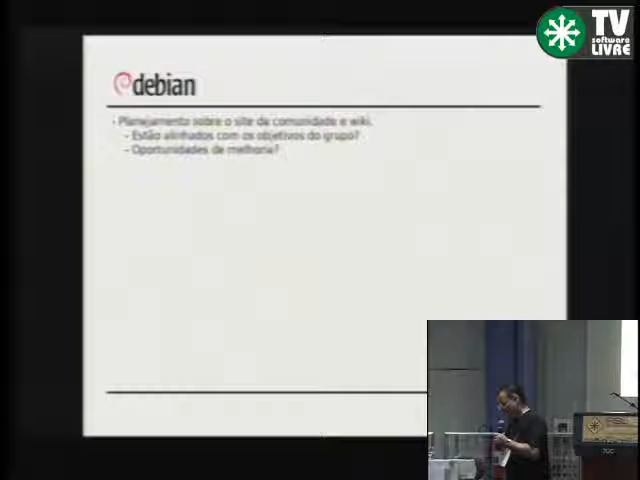 TV
software
LIVRE
debian
- Planejamento sobre o site da comunidade e wiki.
- Estão alinhados com os objetivos do grupo?
- Oportunidades de melhoria?